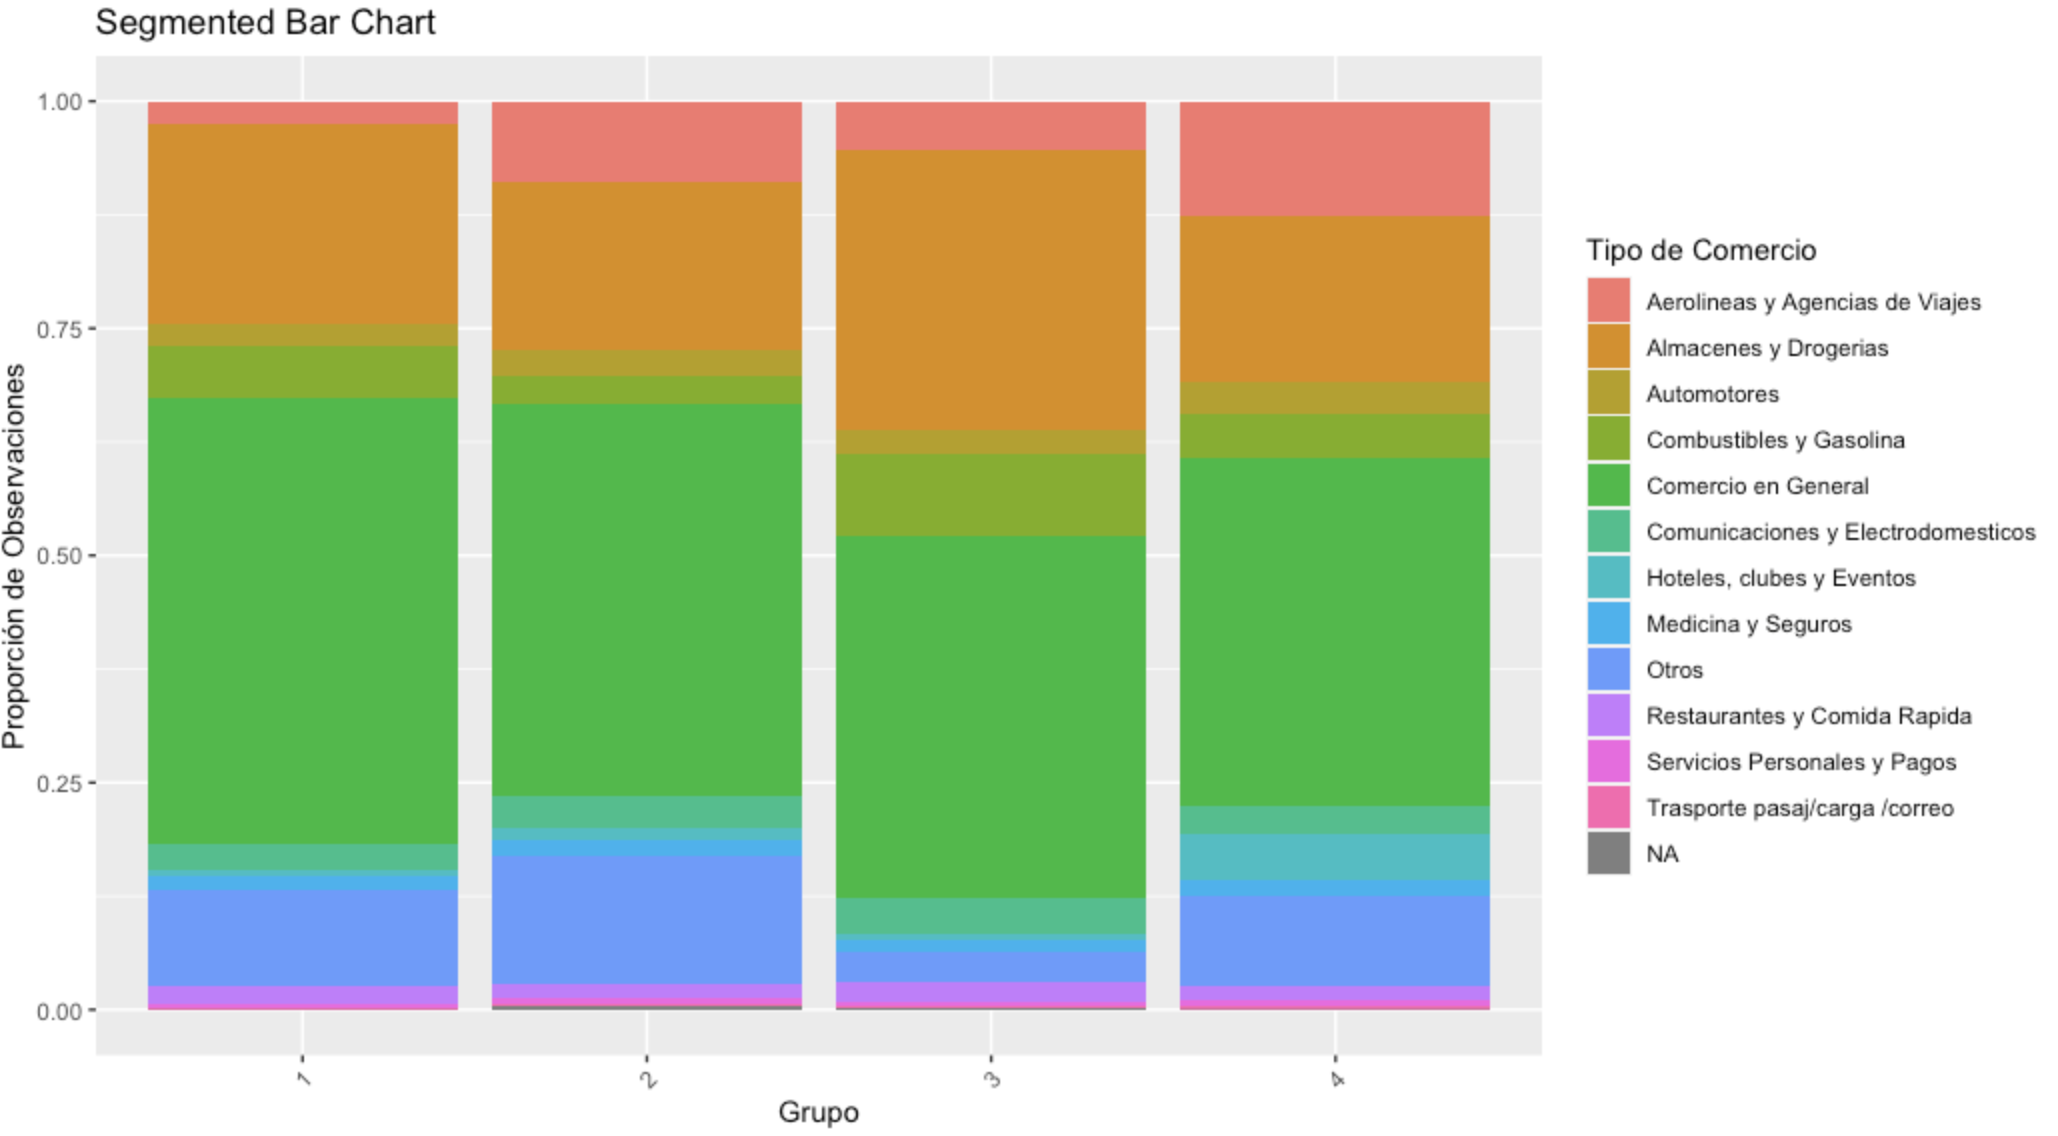 Segmented Bar Chart
Proporción de Observaciones
1.00
0.75
0.50
0.25
0.00
1
2
3
4
Grupo
Tipo de Comercio
Aerolineas y Agencias de Viajes
Almacenes y Drogerias
Automotores
Combustibles y Gasolina
Comercio en General
Comunicaciones y Electrodomesticos
Hoteles, clubes y Eventos
Medicina y Seguros
Otros
Restaurantes y Comida Rapida
Servicios Personales y Pagos
Trasporte pasaj/carga /correo
NA